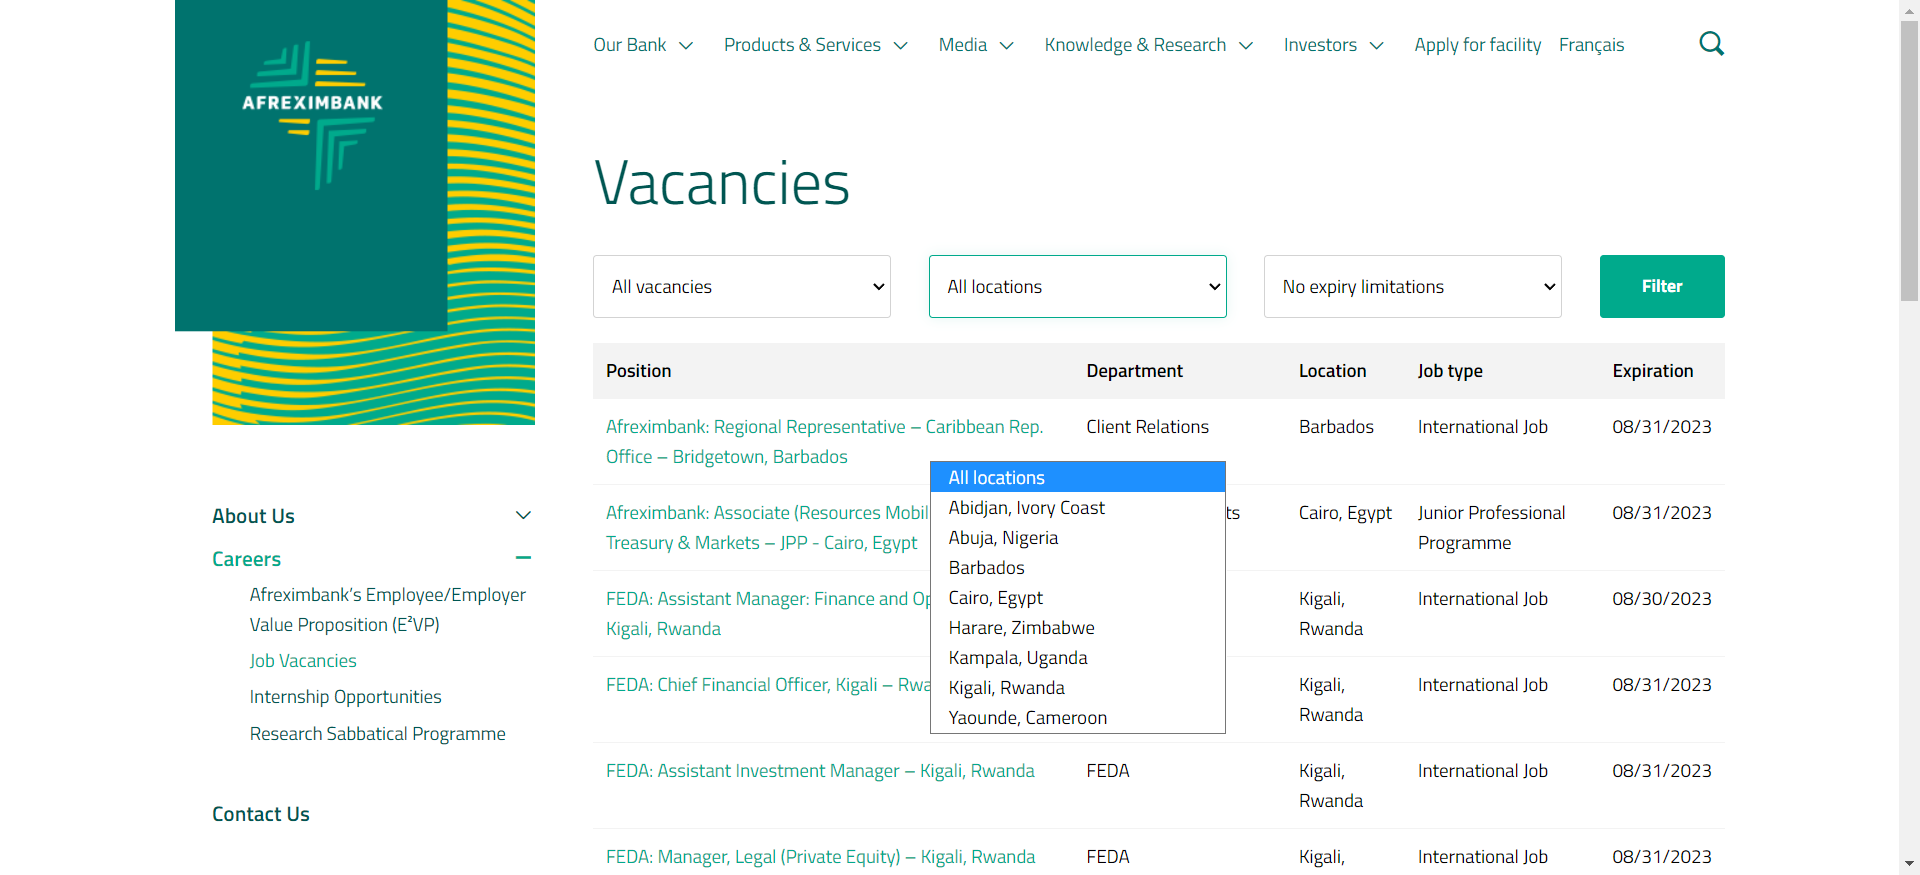 AFREXIMBANK
Our Bank
Products & Services
Media
Knowledge & Research
Investors
Apply for facility
Français
Vacancies
All vacancies
All locations
No expiry limitations
Filter
Position
Department
Location
Job type
Expiration
Afreximbank: Regional Representative – Caribbean Rep.
Office – Bridgetown, Barbados
Client Relations
Barbados
International Job
08/31/2023
Afreximbank: Associate (Resources Mobil
Treasury & Markets – JPP - Cairo, Egypt
ts
Cairo, Egypt
Junior Professional
Programme
08/31/2023
FEDA: Assistant Manager: Finance and Op
Kigali, Rwanda
Kigali,
Rwanda
International Job
08/30/2023
FEDA: Chief Financial Officer, Kigali – Rwa
Kigali,
Rwanda
International Job
08/31/2023
FEDA: Assistant Investment Manager – Kigali, Rwanda
FEDA
Kigali,
Rwanda
International Job
08/31/2023
FEDA: Manager, Legal (Private Equity) – Kigali, Rwanda
FEDA
Kigali,
International Job
08/31/2023
All locations
Abidjan, Ivory Coast
Abuja, Nigeria
Barbados
Cairo, Egypt
Harare, Zimbabwe
Kampala, Uganda
Kigali, Rwanda
Yaounde, Cameroon
About Us
Careers
Afreximbank’s Employee/Employer
Value Proposition (E²VP)
Job Vacancies
Internship Opportunities
Research Sabbatical Programme
Contact Us